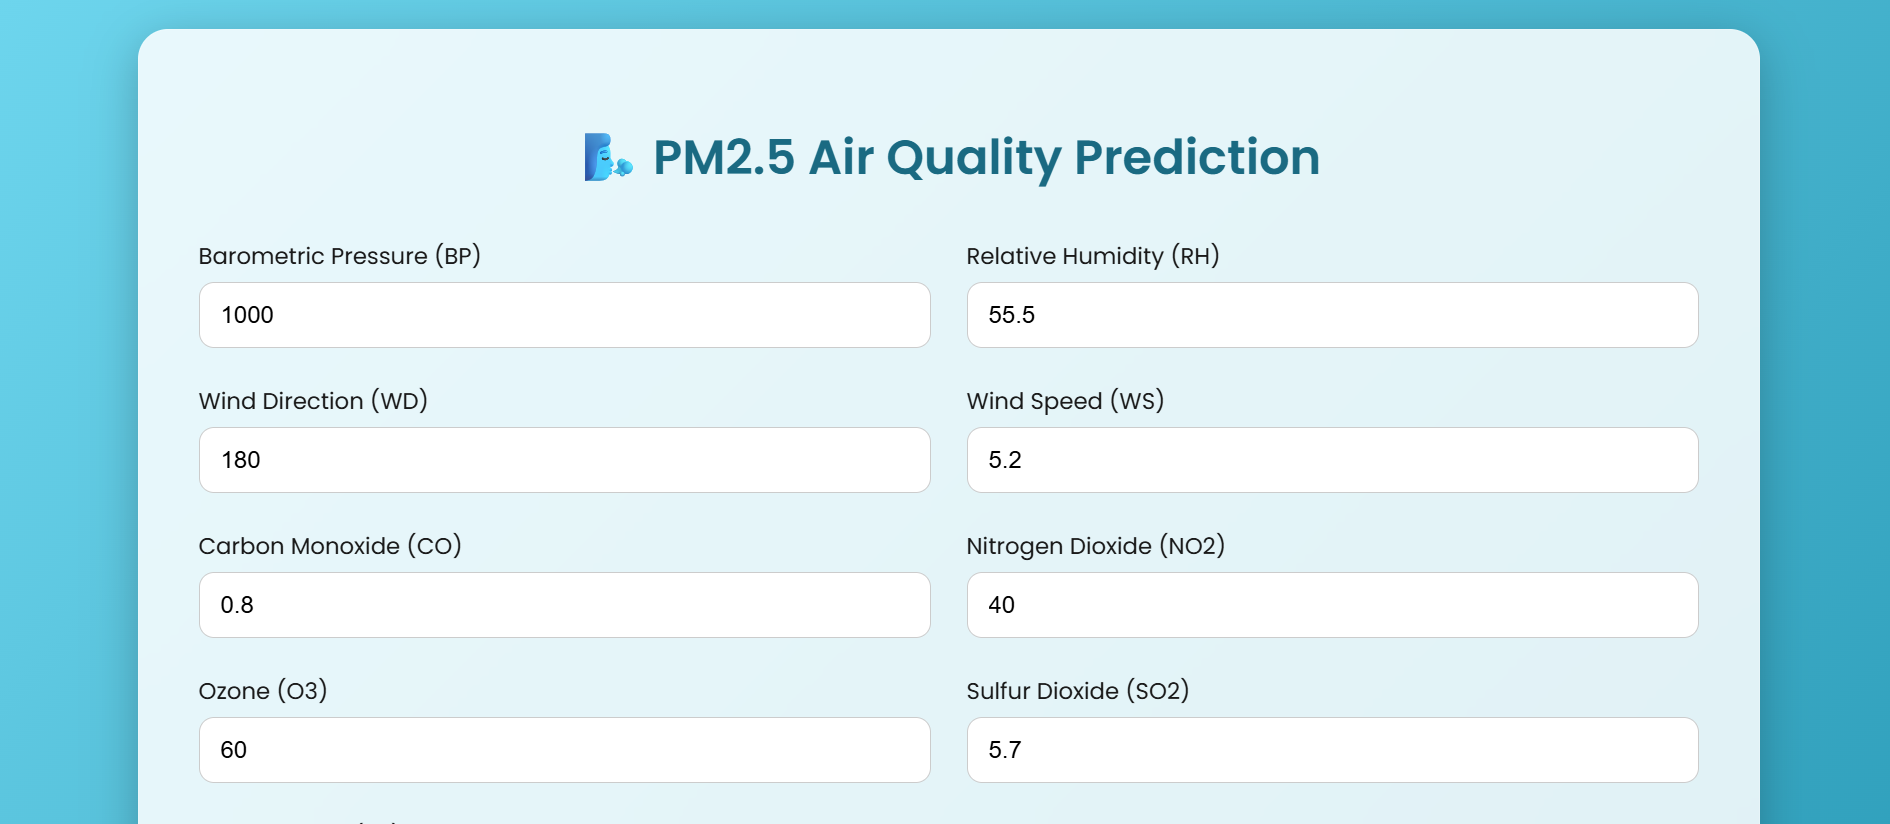 PM2.5 Air Quality Prediction
Barometric Pressure (BP)
Relative Humidity (RH)
1000
55.5
Wind Direction (WD)
Wind Speed (WS)
180
5.2
Carbon Monoxide (CO)
Nitrogen Dioxide (NO2)
0.8
40
Ozone (O3)
Sulfur Dioxide (SO2)
60
5.7